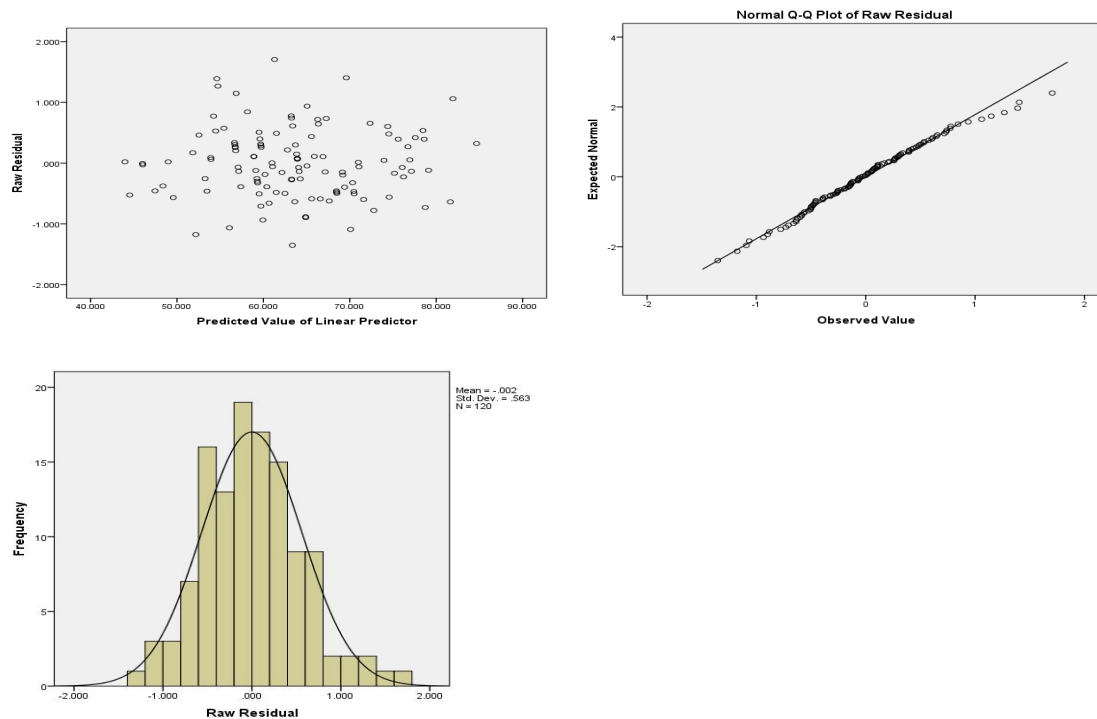 2.000
1.000
.000
-1.000
-2.000
Raw Residual
40.000 50.000 60.000 70.000 80.000 90.000
Predicted Value of Linear Predictor
Normal Q-Q Plot of Raw Residual
4
2
0
-2
Expected Normal
-2 -1 0 1 2
Observed Value
Mean = -.002
Std. Dev. = .563
N = 120
20
15
10
5
0
Frequency
-2.000 -1.000 .000 1.000 2.000
Raw Residual